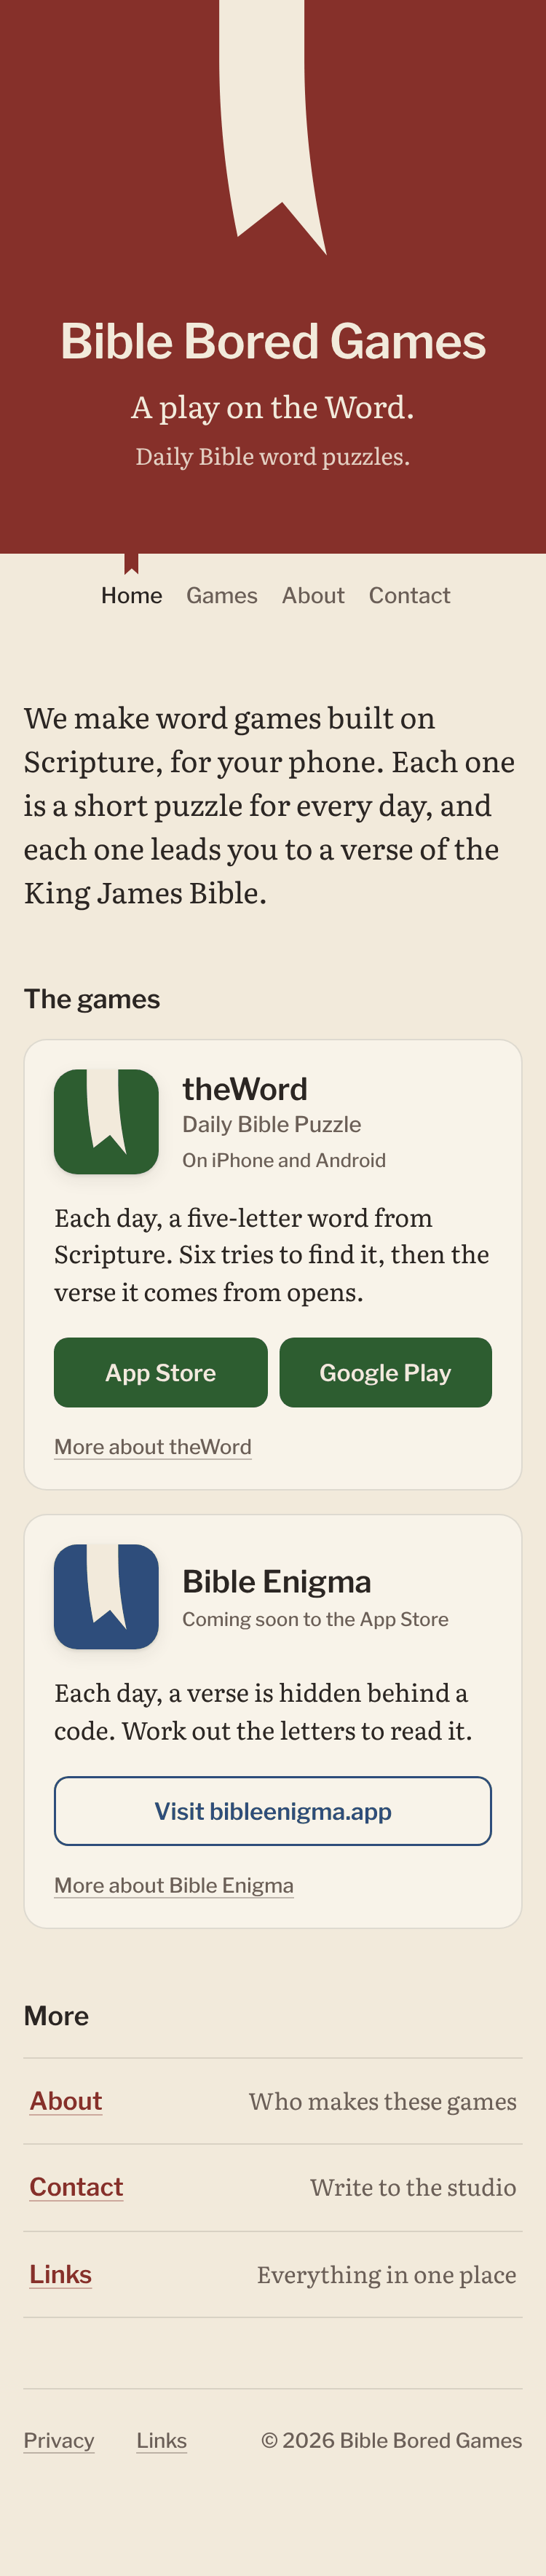 Bible Bored Games
A play on the Word.
Daily Bible word puzzles.
Home Games About Contact
We make word games built on
Scripture, for your phone. Each one
is a short puzzle for every day, and
each one leads you to a verse of the
King James Bible.
The games
theWord
Daily Bible Puzzle
On iPhone and Android
Each day, a five-letter word from
Scripture. Six tries to find it, then the
verse it comes from opens.
App Store Google Play
More about theWord
Bible Enigma
Coming soon to the App Store
Each day, a verse is hidden behind a
code. Work out the letters to read it.
Visit bibleenigma.app
More about Bible Enigma
More
About Who makes these games
Contact Write to the studio
Links Everything in one place
Privacy Links © 2026 Bible Bored Games